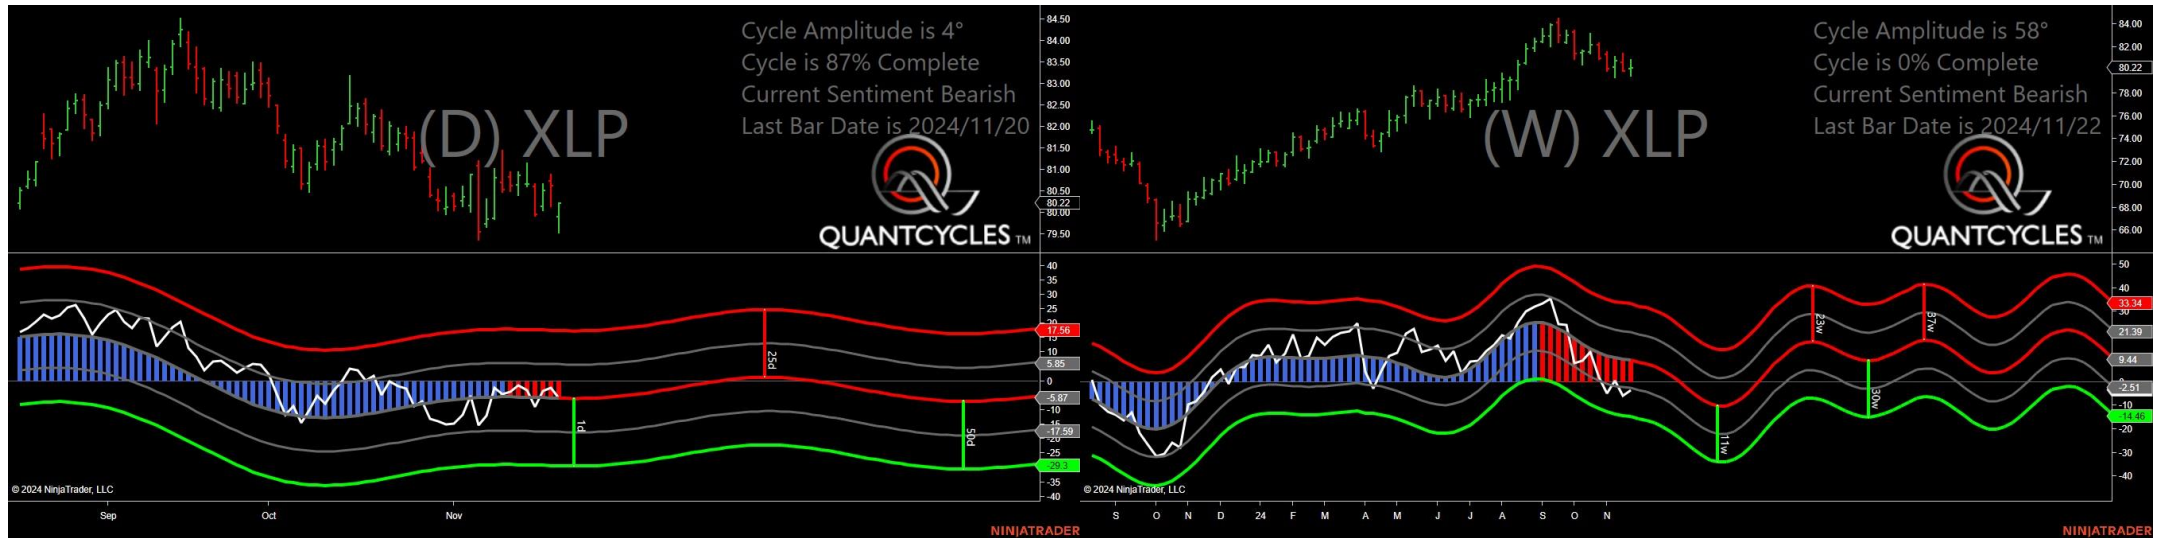 Cycle Amplitude is 4°
Cycle is 87% Complete
Current Sentiment Bearish
Last Bar Date is 2024/11/20
(D) XLP
QUANTCYCLES TM
84.50
84.00
83.50
83.00
82.50
82.00
81.50
81.00
80.50
80.22
80.00
79.50
40
35
30
25
20
17.56
15
10
5.85
0
-5.87
-10
-15
-17.59
-25
-29.3
-35
-40
25d
1d
50d
© 2024 NinjaTrader, LLC
Sep Oct Nov
NINJATRADER
Cycle Amplitude is 58°
Cycle is 0% Complete
Current Sentiment Bearish
Last Bar Date is 2024/11/22
(W) XLP
QUANTCYCLES TM
84.00
82.00
80.22
78.00
76.00
74.00
72.00
70.00
68.00
66.00
50
40
33.34
30
21.39
9.44
-2.51
-10
-14.46
-20
-30
-40
23w
37w
30w
11w
© 2024 NinjaTrader, LLC
S O N D 24 F M A M J J A S O N
NINJATRADER